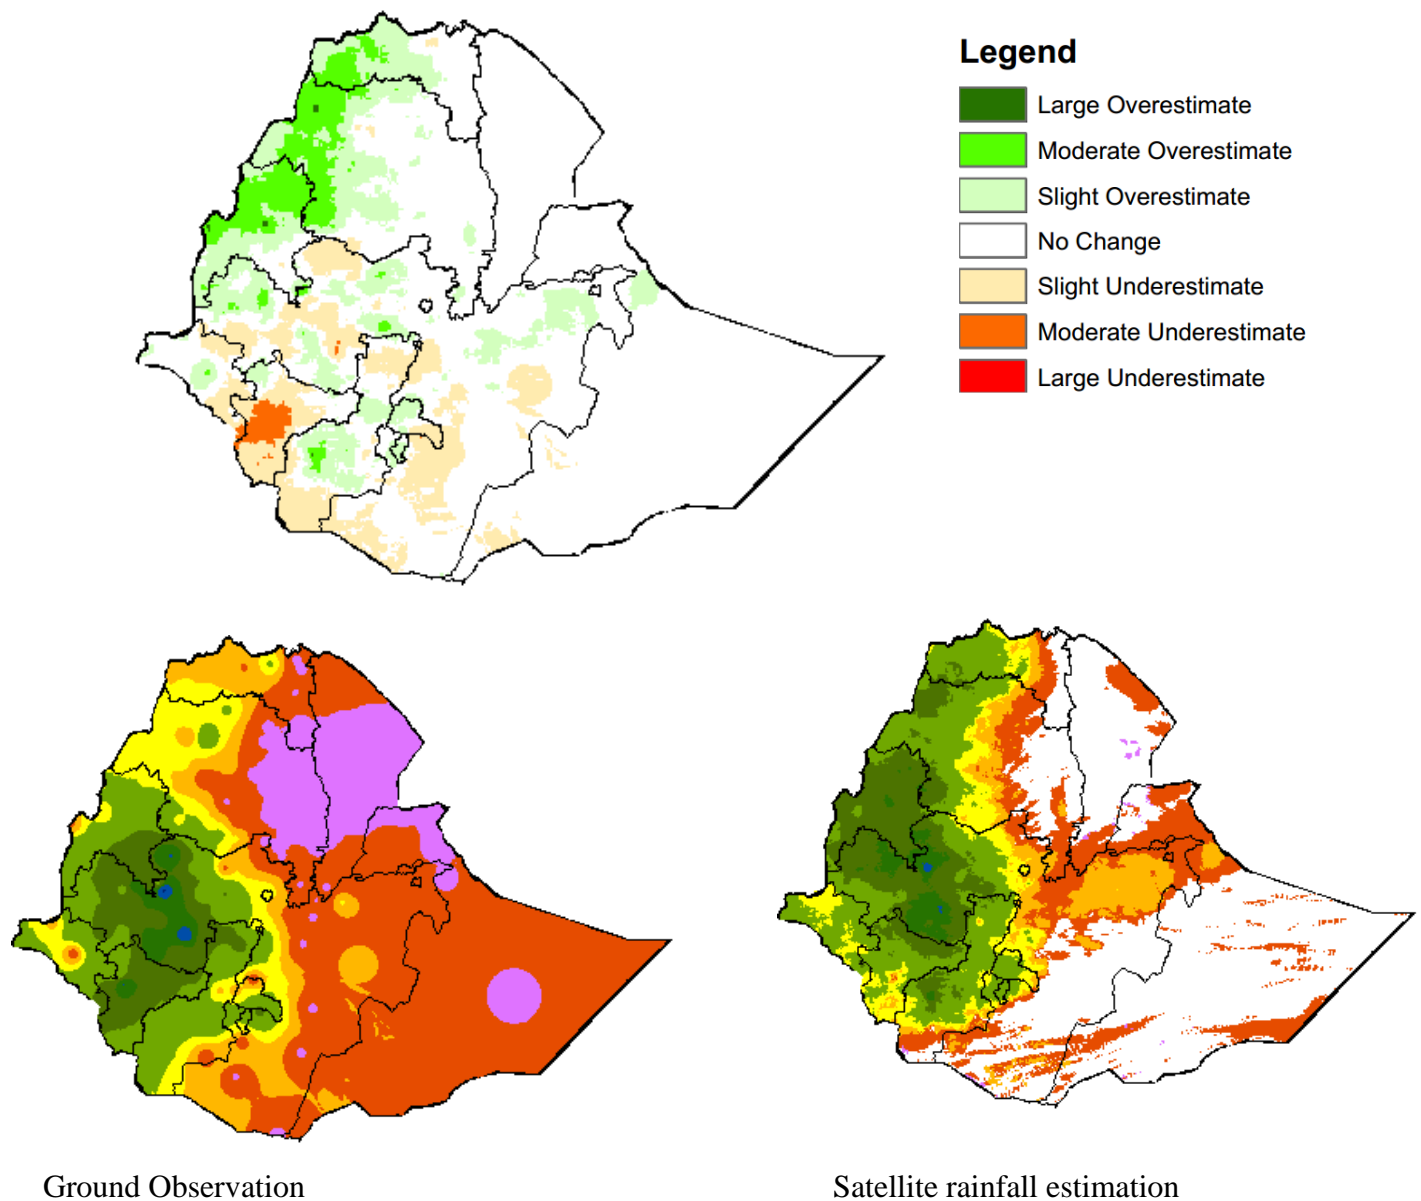 Legend
Large Overestimate
Moderate Overestimate
Slight Overestimate
No Change
Slight Underestimate
Moderate Underestimate
Large Underestimate
Ground Observation
Satellite rainfall estimation